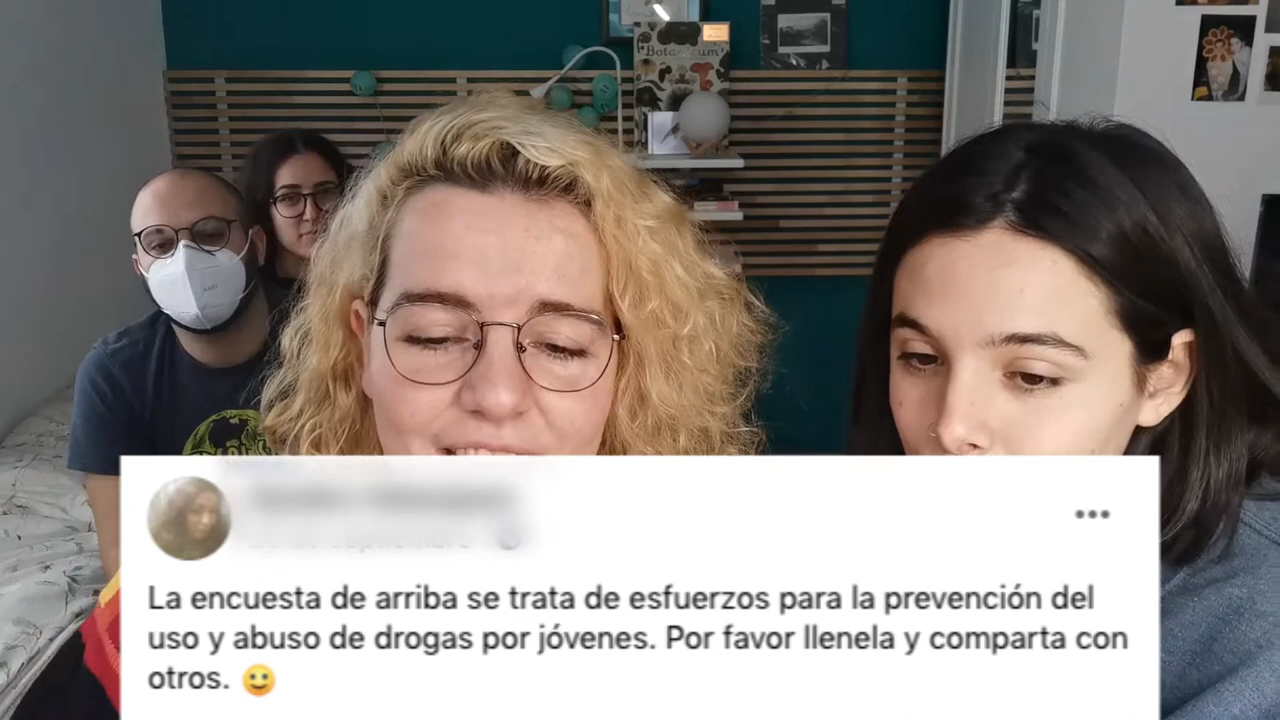 Botanicum
La encuesta de arriba se trata de esfuerzos para la prevención del
uso y abuso de drogas por jóvenes. Por favor llenela y comparta con
otros.